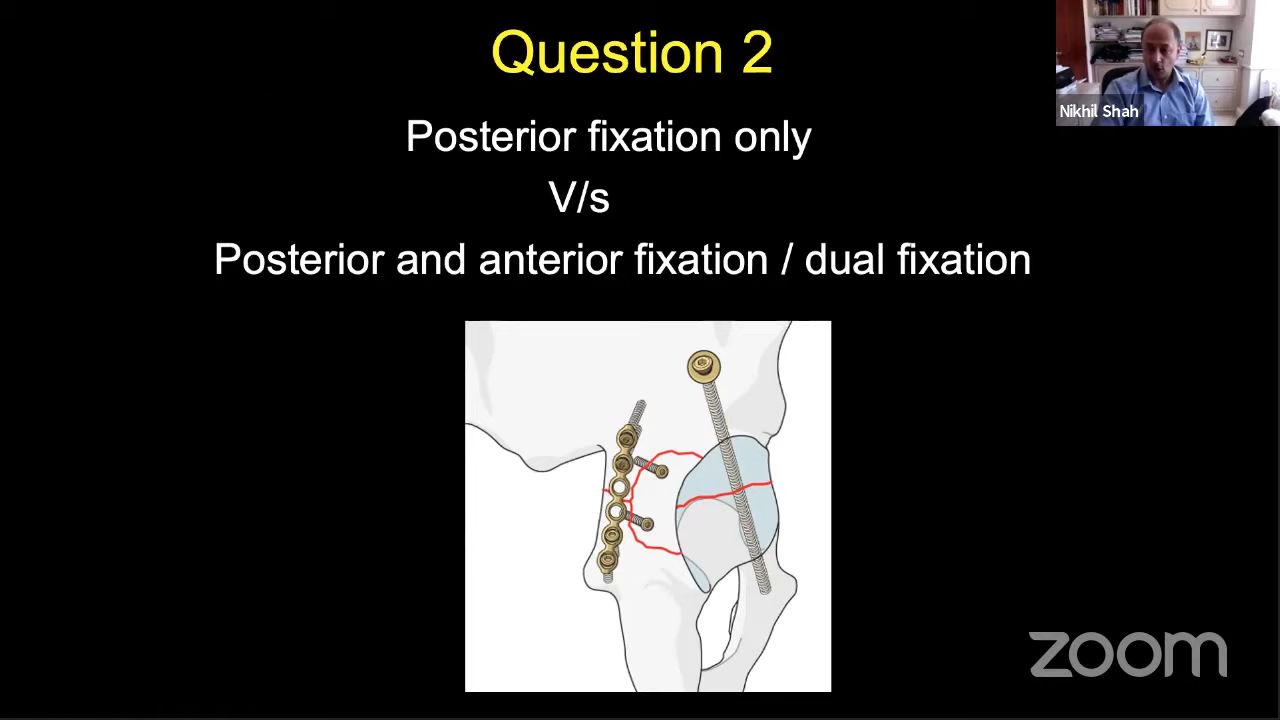 Question 2
Nikhil Shah
Posterior fixation only
V/s
Posterior and anterior fixation / dual fixation
zoom